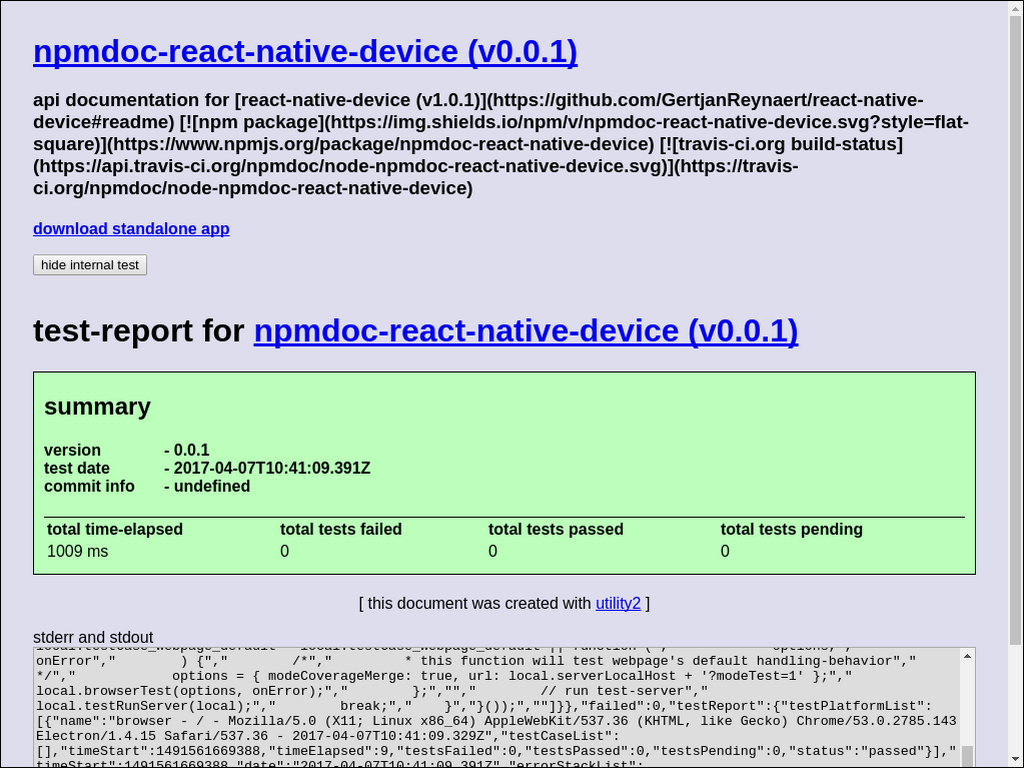 npmdoc-react-native-device (v0.0.1)
api documentation for [react-native-device (v1.0.1)](https://github.com/GertjanReynaert/react-native-
device#readme) [![npm package](https://img.shields.io/npm/v/npmdoc-react-native-device.svg?style=flat-
square)](https://www.npmjs.org/package/npmdoc-react-native-device) [![travis-ci.org build-status]
(https://api.travis-ci.org/npmdoc/node-npmdoc-react-native-device.svg)](https://travis-
ci.org/npmdoc/node-npmdoc-react-native-device)
download standalone app
hide internal test
test-report for npmdoc-react-native-device (v0.0.1)
summary
version - 0.0.1
test date - 2017-04-07T10:41:09.391Z
commit info - undefined
total time-elapsed total tests failed total tests passed total tests pending
1009 ms 0 0 0
[ this document was created with utility2 ]
stderr and stdout
onError","        ) {","        /*","         * this function will test webpage's default handling-behavior","
*/","            options = { modeCoverageMerge: true, url: local.serverLocalHost + '?modeTest=1' };","
local.browserTest(options, onError);","        };","","        // run test-server","
local.testRunServer(local);","        break;","    }","}());",""]}},"failed":0,"testReport":{"testPlatformList":
[{"name":"browser - / - Mozilla/5.0 (X11; Linux x86_64) AppleWebKit/537.36 (KHTML, like Gecko) Chrome/53.0.2785.143
Electron/1.4.15 Safari/537.36 - 2017-04-07T10:41:09.329Z","testCaseList":
[],"timeStart":1491561669388,"timeElapsed":9,"testsFailed":0,"testsPassed":0,"testsPending":0,"status":"passed"}],"
timeStart":1491561669388,"date":"2017-04-07T10:41:09.391Z","errorStackList":